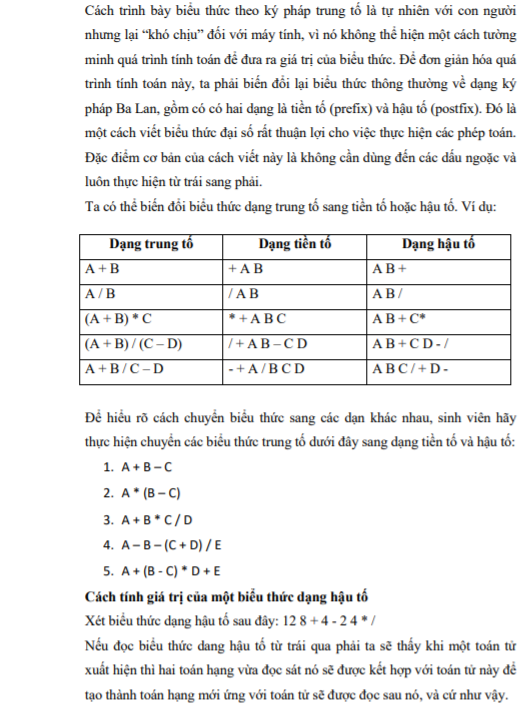 Cách trình bày biểu thức theo ký pháp trung tố là tự nhiên với con người
nhưng lại “khó chịu” đối với máy tính, vì nó không thể hiện một cách tường
minh quá trình tính toán để đưa ra giá trị của biểu thức. Để đơn giản hóa quá
trình tính toán này, ta phải biến đổi lại biểu thức thông thường về dạng ký
pháp Ba Lan, gồm có có hai dạng là tiền tố (prefix) và hậu tố (postfix). Đó là
một cách viết biểu thức đại số rất thuận lợi cho việc thực hiện các phép toán.
Đặc điểm cơ bản của cách viết này là không cần dùng đến các dấu ngoặc và
luôn thực hiện từ trái sang phải.
Ta có thể biến đổi biểu thức dạng trung tố sang tiền tố hoặc hậu tố. Ví dụ:
Dạng trung tố Dạng tiền tố Dạng hậu tố
A + B + A B A B +
A / B / A B A B /
(A + B) * C * + A B C A B + C*
(A + B) / (C – D) / + A B – C D A B + C D - /
A + B / C – D - + A / B C D A B C / + D -
Để hiểu rõ cách chuyển biểu thức sang các dạn khác nhau, sinh viên hãy
thực hiện chuyển các biểu thức trung tố dưới đây sang dạng tiền tố và hậu tố:
1. A + B – C
2. A * (B – C)
3. A + B * C / D
4. A – B – (C + D) / E
5. A + (B - C) * D + E
Cách tính giá trị của một biểu thức dạng hậu tố
Xét biểu thức dạng hậu tố sau đây: 12 8 + 4 - 2 4 * /
Nếu đọc biểu thức dang hậu tố từ trái qua phải ta sẽ thấy khi một toán tử
xuất hiện thì hai toán hạng vừa đọc sát nó sẽ được kết hợp với toán tử này để
tạo thành toán hạng mới ứng với toán tử sẽ được đọc sau nó, và cứ như vậy.